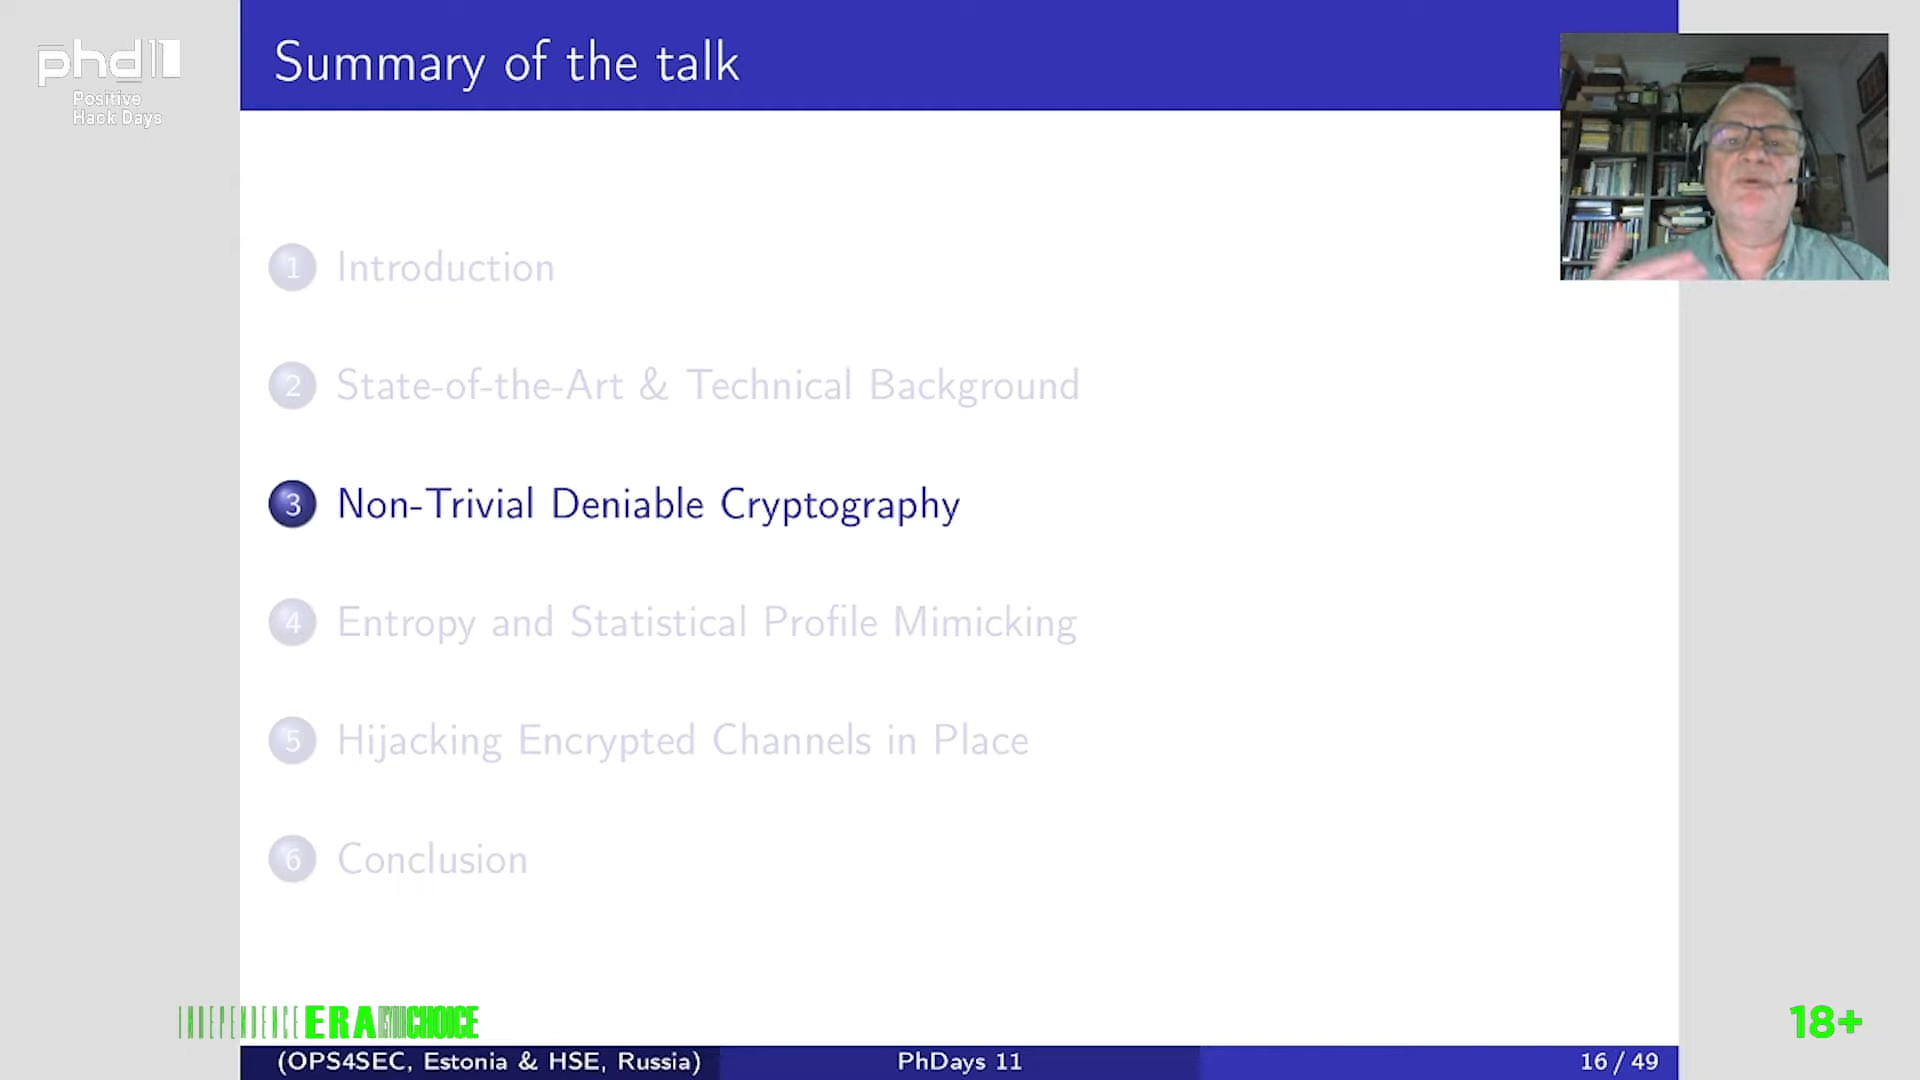 phd11
Positive
Hack Days
Summary of the talk
1 Introduction
2 State-of-the-Art & Technical Background
3 Non-Trivial Deniable Cryptography
4 Entropy and Statistical Profile Mimicking
5 Hijacking Encrypted Channels in Place
6 Conclusion
INDEPENDENCE ERA CHOICE
18+
(OPS4SEC, Estonia & HSE, Russia) PhDays 11 16 / 49